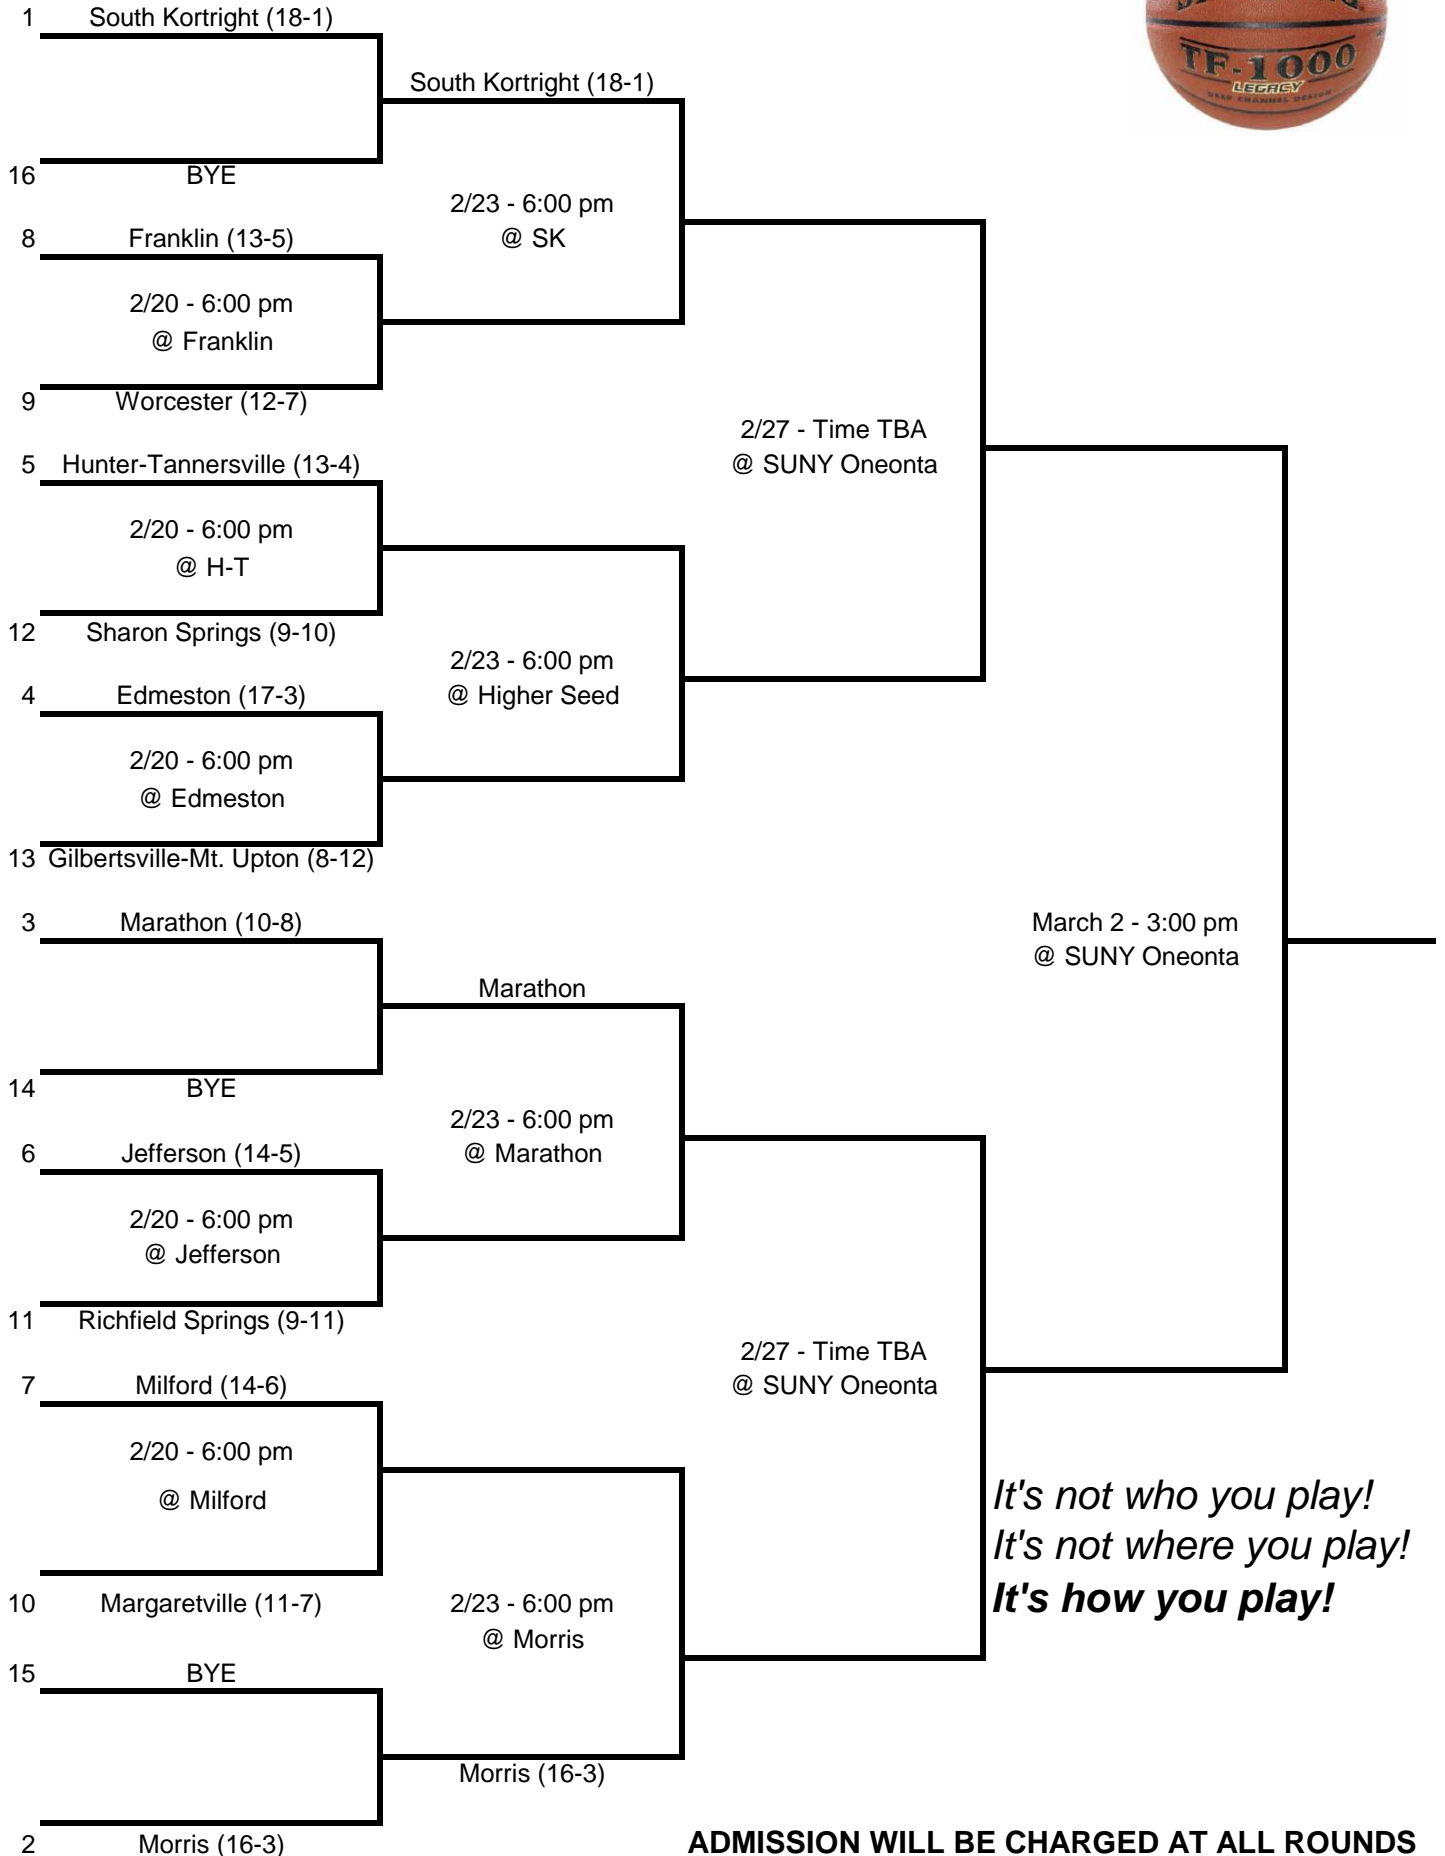 1 South Kortright (18-1)
TF-1000
LEGACY
DEEP CHANNEL DESIGN
South Kortright (18-1)
16 BYE
2/23 - 6:00 pm
@ SK
8 Franklin (13-5)
2/20 - 6:00 pm
@ Franklin
9 Worcester (12-7)
2/27 - Time TBA
@ SUNY Oneonta
5 Hunter-Tannersville (13-4)
2/20 - 6:00 pm
@ H-T
12 Sharon Springs (9-10)
2/23 - 6:00 pm
@ Higher Seed
4 Edmeston (17-3)
2/20 - 6:00 pm
@ Edmeston
13 Gilbertsville-Mt. Upton (8-12)
3 Marathon (10-8)
March 2 - 3:00 pm
@ SUNY Oneonta
Marathon
14 BYE
2/23 - 6:00 pm
@ Marathon
6 Jefferson (14-5)
2/20 - 6:00 pm
@ Jefferson
11 Richfield Springs (9-11)
2/27 - Time TBA
@ SUNY Oneonta
7 Milford (14-6)
2/20 - 6:00 pm
@ Milford
It's not who you play!
It's not where you play!
It's how you play!
10 Margaretville (11-7)
2/23 - 6:00 pm
@ Morris
15 BYE
Morris (16-3)
2 Morris (16-3)
ADMISSION WILL BE CHARGED AT ALL ROUNDS